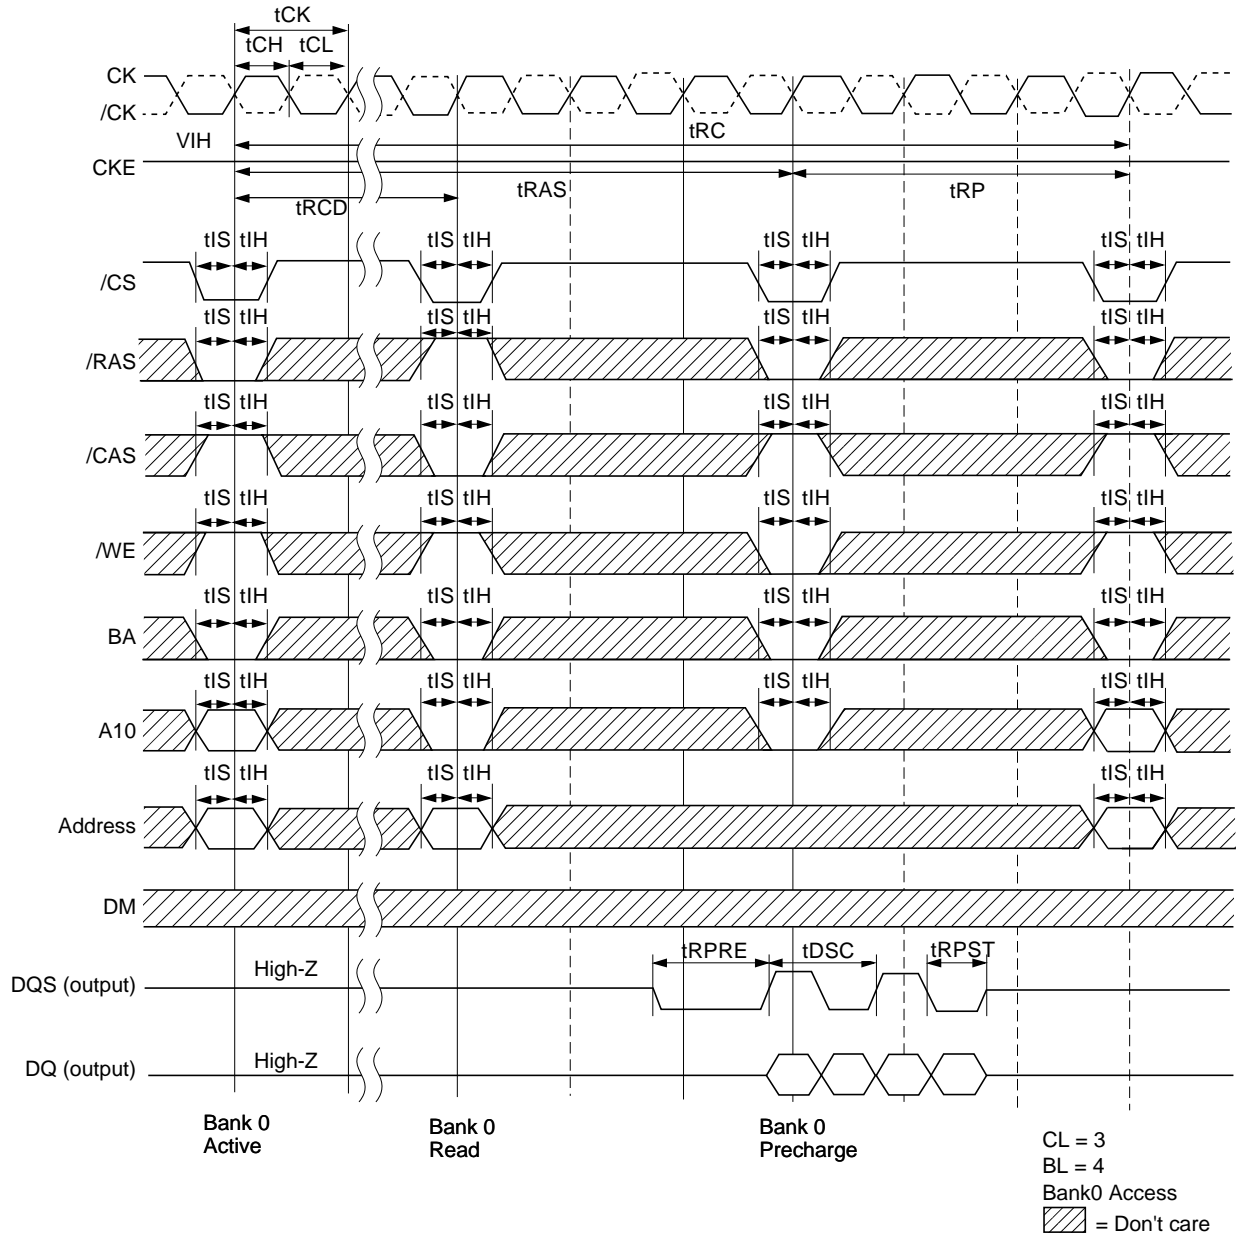 tCK
tCH tCL
CK
/CK
VIH
tRC
CKE
tRAS
tRP
tRCD
tIS tIH tIS tIH tIS tIH tIS tIH
/CS
tIS tIH tIS tIH tIS tIH tIS tIH
/RAS
tIS tIH tIS tIH tIS tIH tIS tIH
/CAS
tIS tIH tIS tIH tIS tIH tIS tIH
/WE
tIS tIH tIS tIH tIS tIH tIS tIH
BA
tIS tIH tIS tIH tIS tIH tIS tIH
A10
tIS tIH tIS tIH tIS tIH
Address
DM
tRPRE tDSC tRPST
High-Z
DQS (output)
High-Z
DQ (output)
Bank 0
Active
Bank 0
Read
Bank 0
Precharge
CL = 3
BL = 4
Bank0 Access
= Don't care